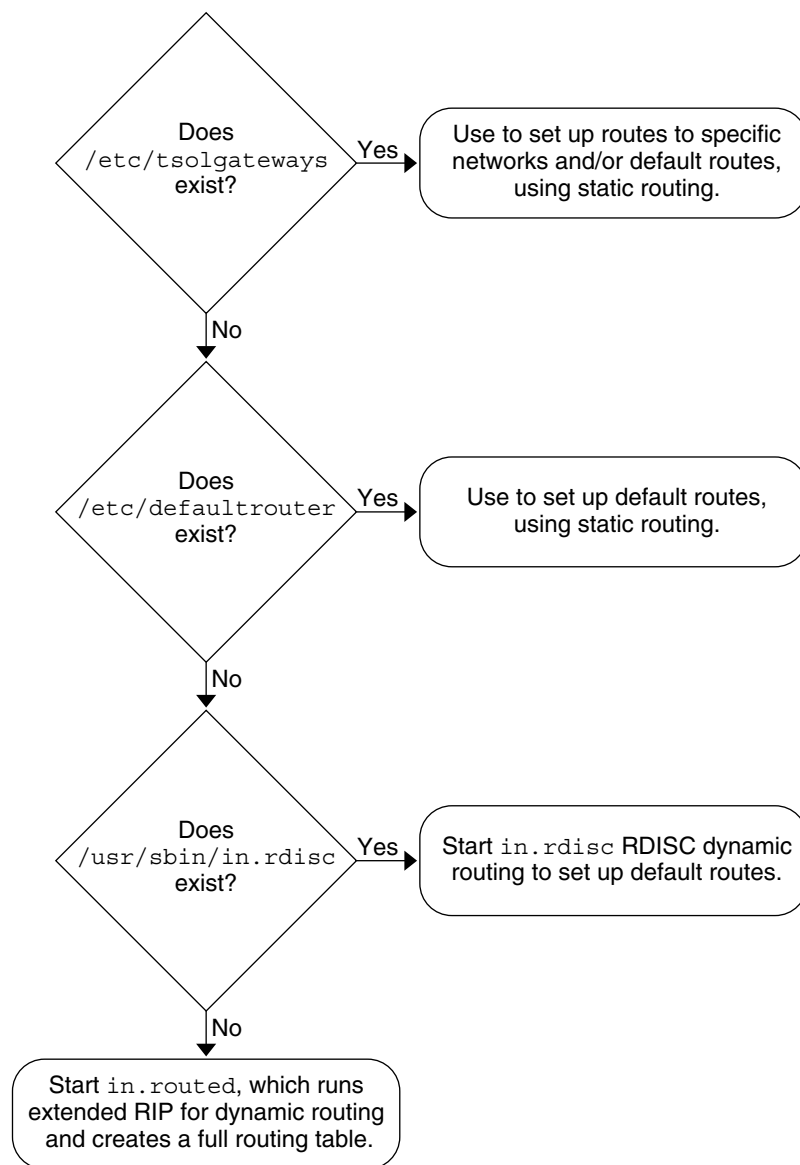 Does
/etc/tsolgateways
exist?
Yes
Use to set up routes to specific
networks and/or default routes,
using static routing.
No
Does
/etc/defaultrouter
exist?
Yes
Use to set up default routes,
using static routing.
No
Does
/usr/sbin/in.rdisc
exist?
Yes
Start in.rdisc RDISC dynamic
routing to set up default routes.
No
Start in.routed, which runs
extended RIP for dynamic routing
and creates a full routing table.